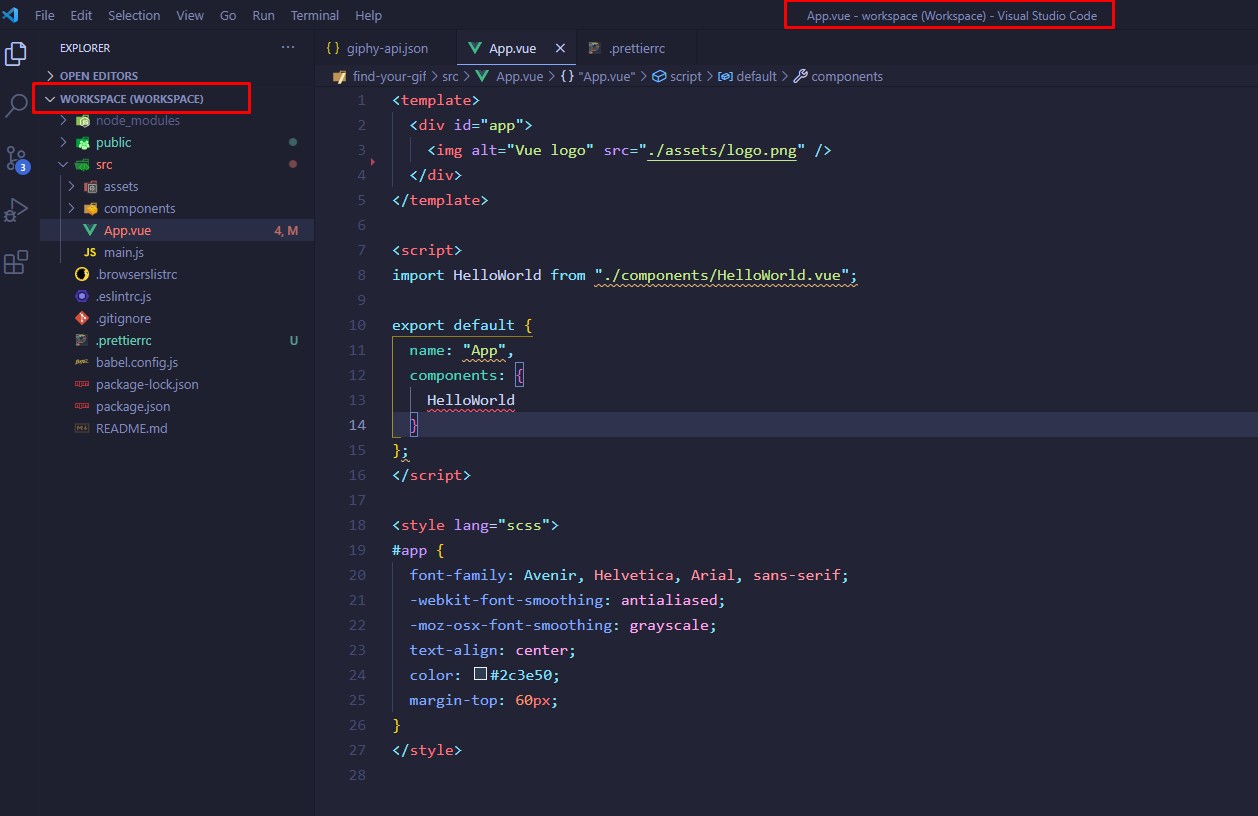 File Edit Selection View Go Run Terminal Help
App.vue - workspace (Workspace) - Visual Studio Code
EXPLORER
OPEN EDITORS
WORKSPACE (WORKSPACE)
node_modules
public
src
assets
components
App.vue 4, M
JS main.js
.browserslistrc
.eslintrc.js
.gitignore
.prettierrc U
babel.config.js
package-lock.json
package.json
README.md
3
{} giphy-api.json App.vue × .prettierrc
find-your-gif > src > App.vue > {} "App.vue" > script > default > components
1 <template>
2 <div id="app">
3 <img alt="Vue logo" src="./assets/logo.png" />
4 </div>
5 </template>
6
7 <script>
8 import HelloWorld from "./components/HelloWorld.vue";
9
10 export default {
11 name: "App",
12 components: {
13 HelloWorld
14 }
15 };
16 </script>
17
18 <style lang="scss">
19 #app {
20 font-family: Avenir, Helvetica, Arial, sans-serif;
21 -webkit-font-smoothing: antialiased;
22 -moz-osx-font-smoothing: grayscale;
23 text-align: center;
24 color: #2c3e50;
25 margin-top: 60px;
26 }
27 </style>
28